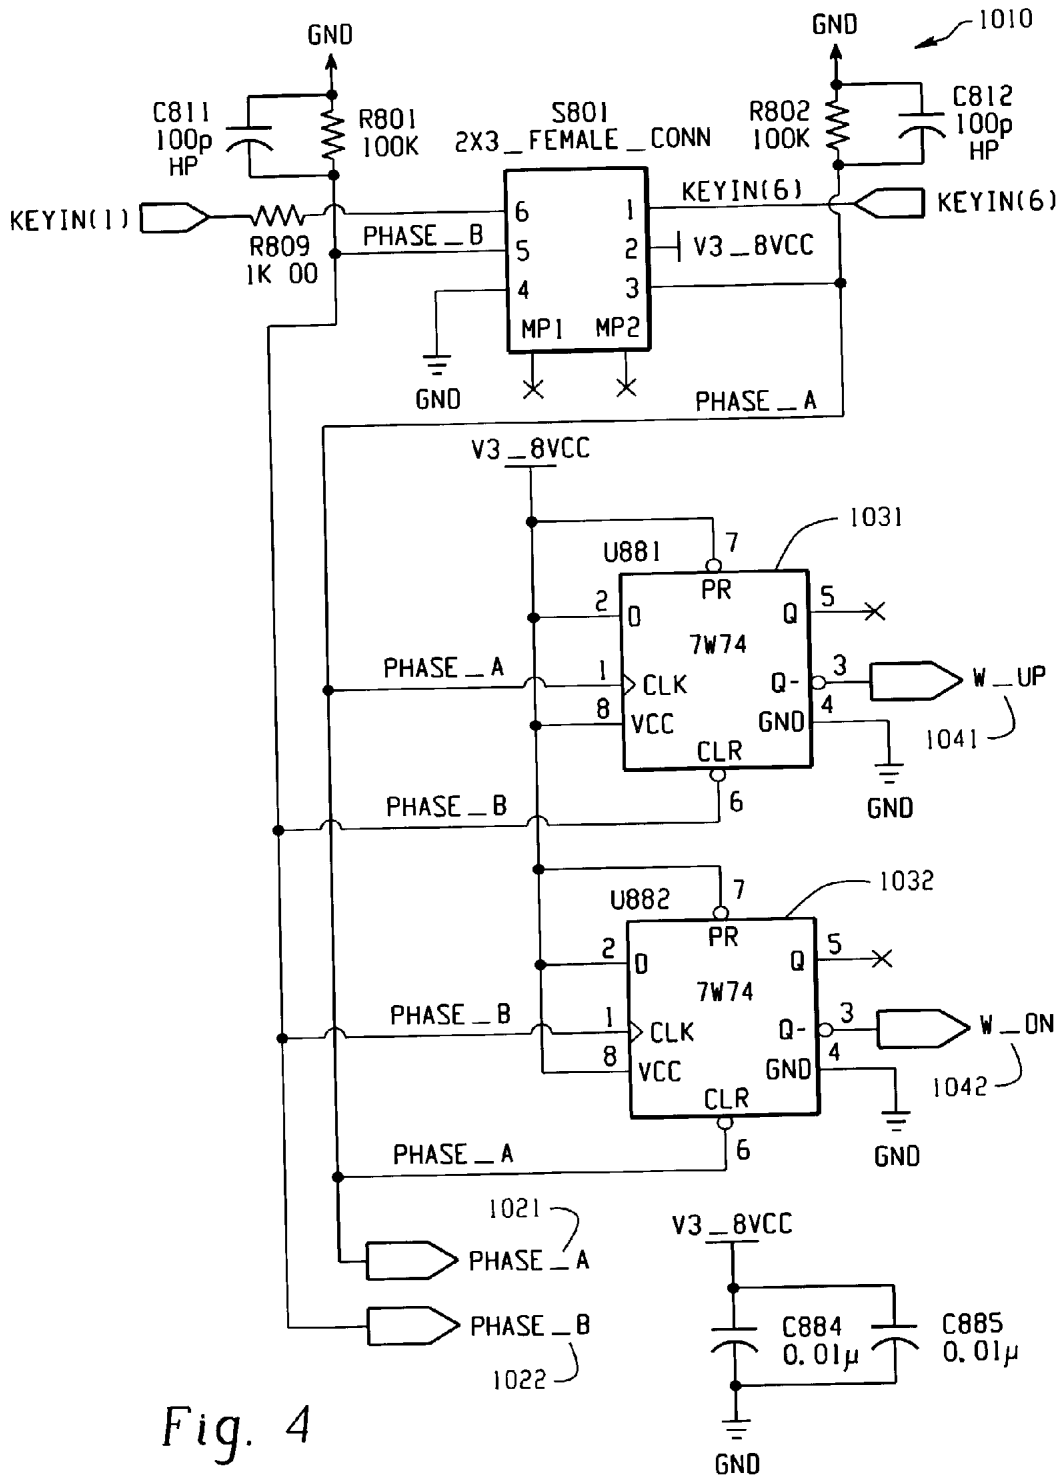 1010
GND
GND
C811
100p
HP
R801
100K
S801
2X3_FEMALE_CONN
R802
100K
C812
100p
HP
KEYIN(1)
R809
1K 00
PHASE_B
6
5
4
1
2
3
MP1
MP2
KEYIN(6)
KEYIN(6)
V3_8VCC
GND
PHASE_A
V3_8VCC
1031
U881
7
PR
2
D
7W74
Q
5
PHASE_A
1
CLK
Q-
3
W_UP
8
VCC
GND
4
1041
CLR
6
GND
PHASE_B
1032
U882
7
PR
2
D
7W74
Q
5
PHASE_B
1
CLK
Q-
3
W_DN
8
VCC
GND
4
1042
CLR
6
GND
PHASE_A
1021
PHASE_A
PHASE_B
1022
V3_8VCC
C884
0.01µ
C885
0.01µ
GND
Fig. 4